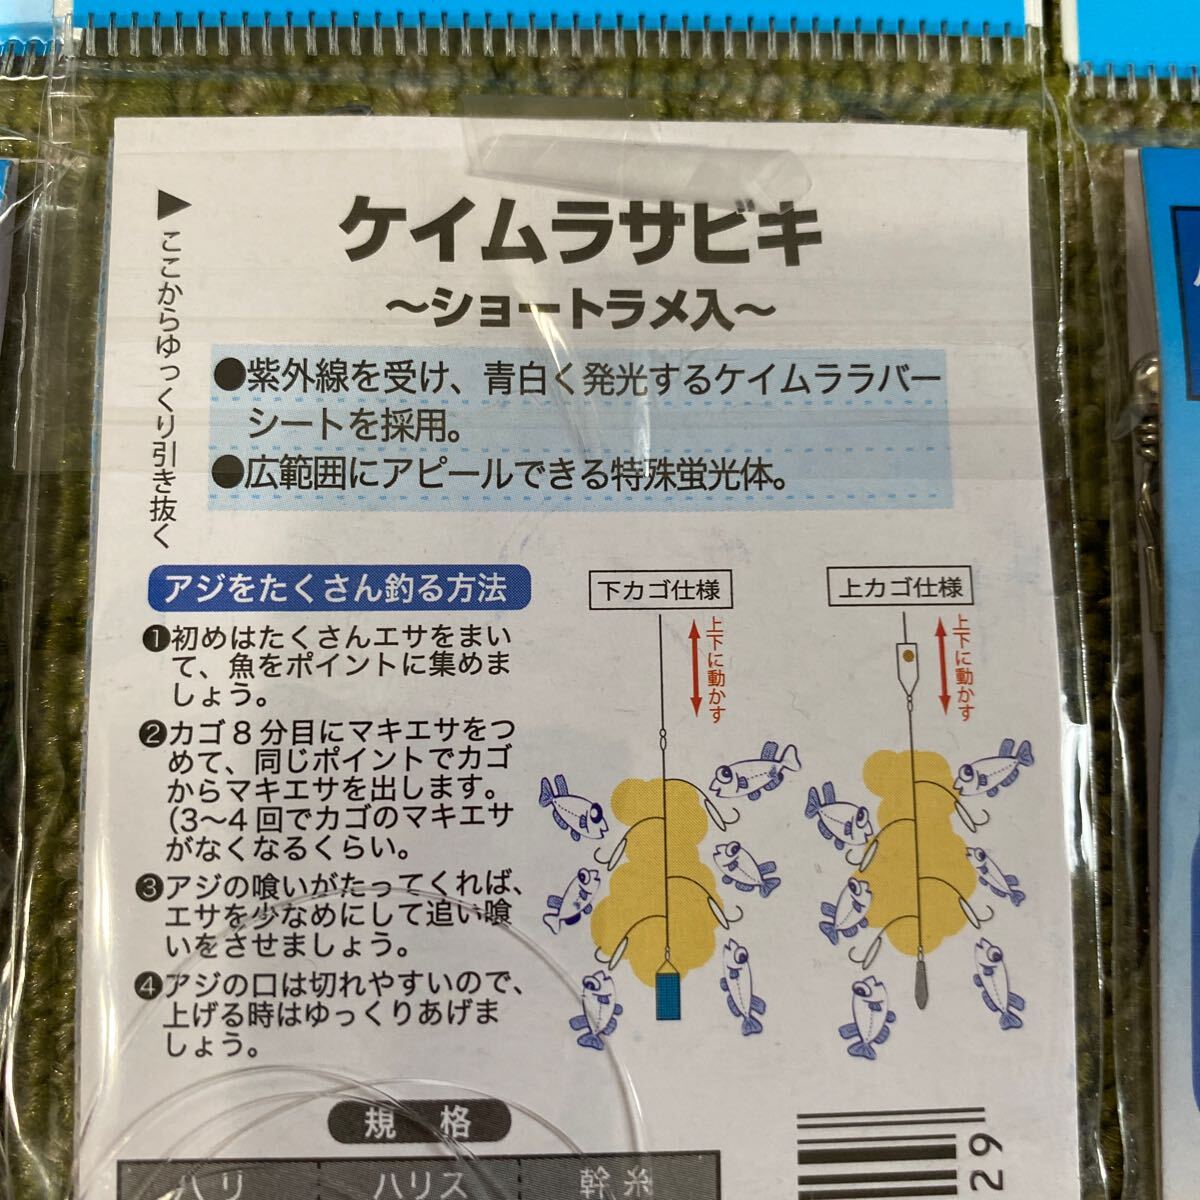 ▶ここからゆっくり引き抜く
ケイムラサビキ
〜ショートラメ入〜
●紫外線を受け、青白く発光するケイムララバー
シートを採用。
●広範囲にアピールできる特殊蛍光体。
アジをたくさん釣る方法
❶初めはたくさんエサをまい
て、魚をポイントに集めま
しょう。
❷カゴ8分目にマキエサをつ
めて、同じポイントでカゴ
からマキエサを出します。
(3〜4回でカゴのマキエサ
がなくなるくらい。
❸アジの喰いがたってくれば、
エサを少なめにして追い喰
いをさせましょう。
❹アジの口は切れやすいので、
上げる時はゆっくりあげま
しょう。
下カゴ仕様
上下に動かす
上カゴ仕様
上下に動かす
規 格
ハリ ハリス 幹糸
29